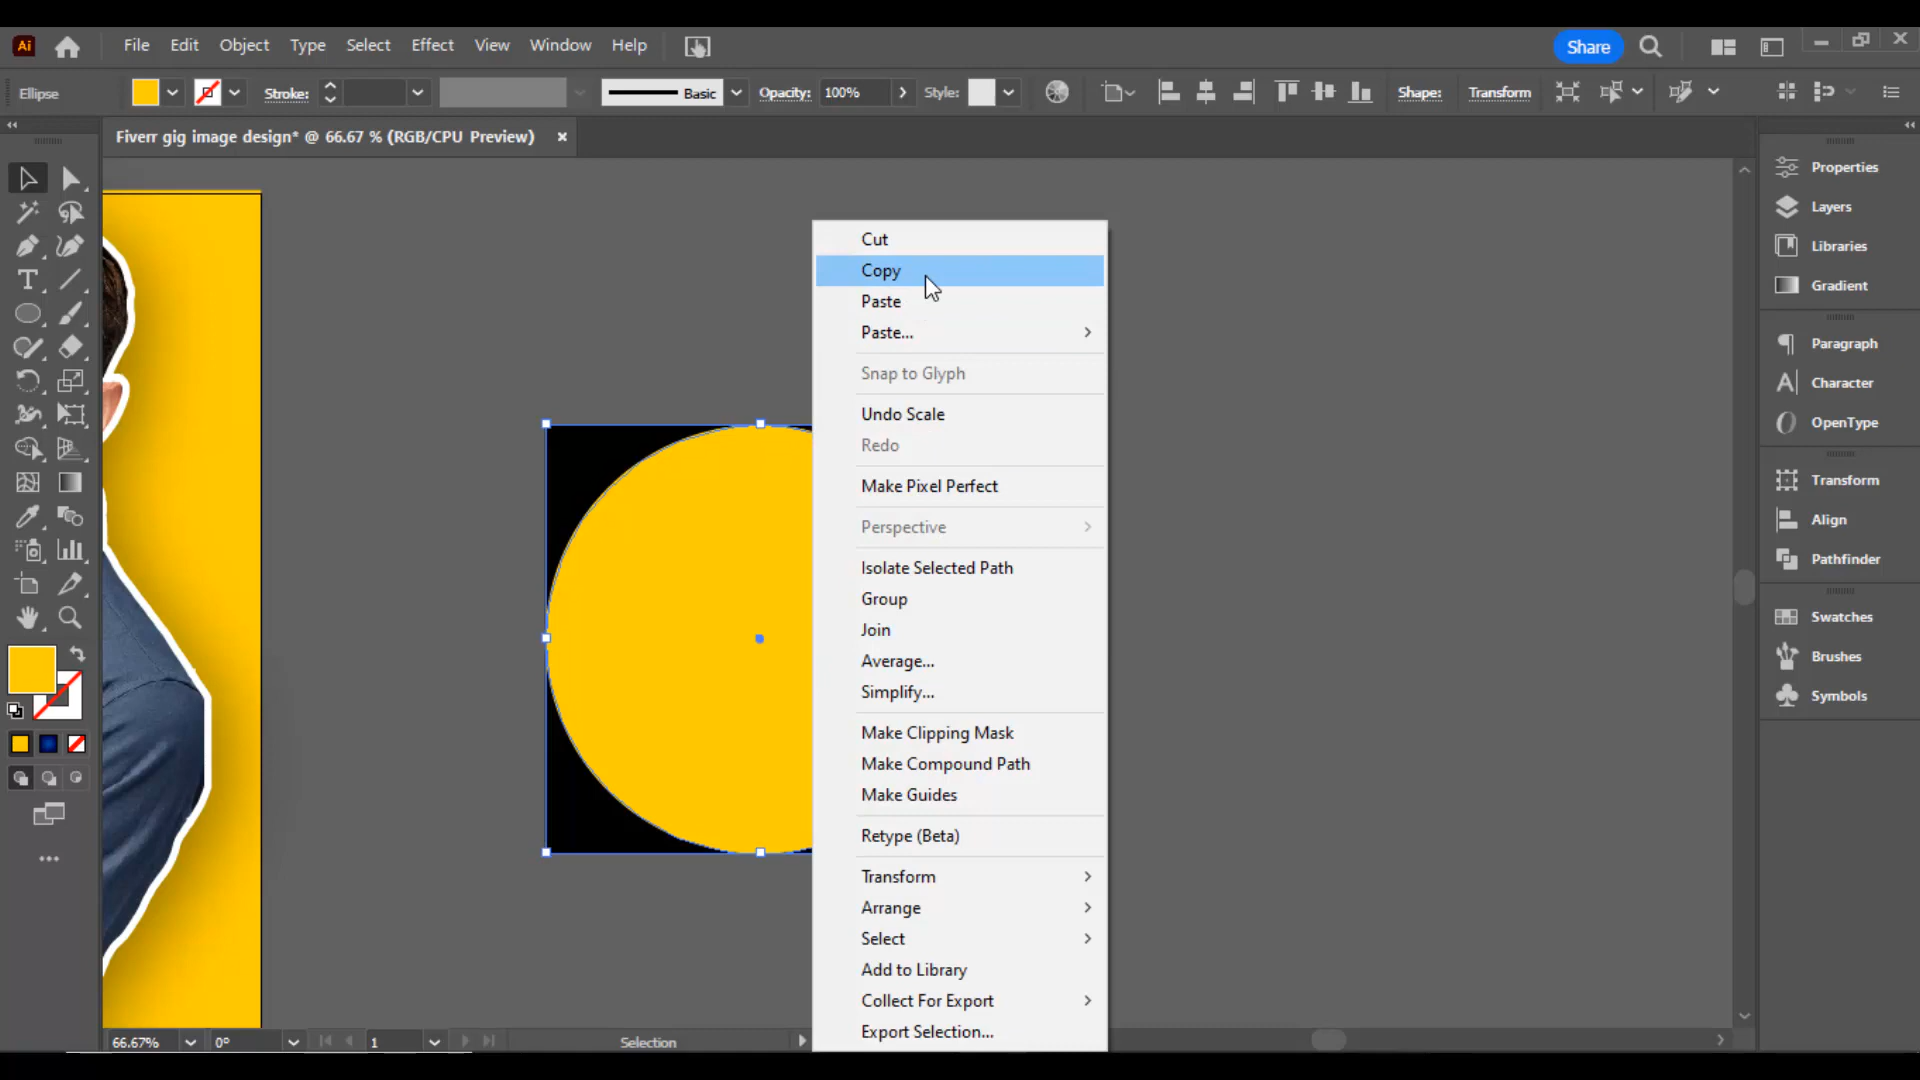 Ai File Edit Object Type Select Effect View Window Help Share
Ellipse Stroke: Basic Opacity: 100% Style: Shape: Transform
Fiverr gig image design* @ 66.67 % (RGB/CPU Preview) ×
Cut
Copy
Paste
Paste...
Snap to Glyph
Undo Scale
Redo
Make Pixel Perfect
Perspective
Isolate Selected Path
Group
Join
Average...
Simplify...
Make Clipping Mask
Make Compound Path
Make Guides
Retype (Beta)
Transform
Arrange
Select
Add to Library
Collect For Export
Export Selection...
Properties
Layers
Libraries
Gradient
Paragraph
Character
OpenType
Transform
Align
Pathfinder
Swatches
Brushes
Symbols
66.67% 0° 1 Selection